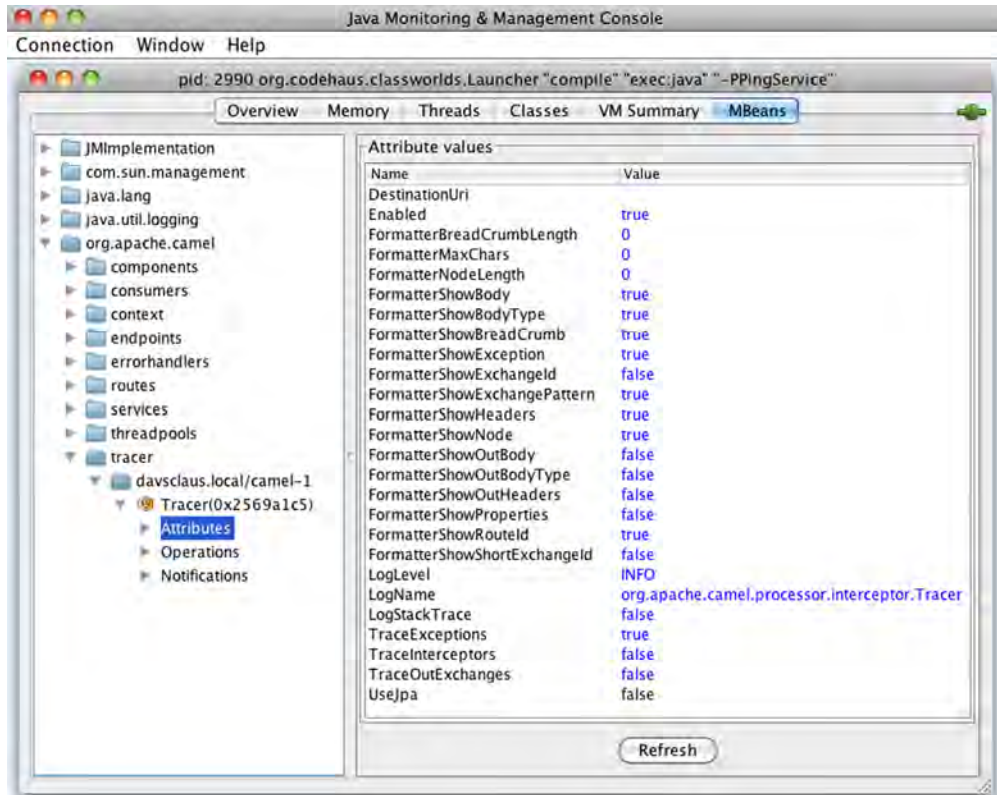 Java Monitoring & Management Console
Connection Window Help
pid: 2990 org.codehaus.classworlds.Launcher "compile" "exec:java" "-PPingService"
Overview Memory Threads Classes VM Summary MBeans
JMImplementation
com.sun.management
java.lang
java.util.logging
org.apache.camel
components
consumers
context
endpoints
errorhandlers
routes
services
threadpools
tracer
davsclaus.local/camel-1
Tracer(0x2569a1c5)
Attributes
Operations
Notifications
Attribute values
Name Value
DestinationUri
Enabled true
FormatterBreadCrumbLength 0
FormatterMaxChars 0
FormatterNodeLength 0
FormatterShowBody true
FormatterShowBodyType true
FormatterShowBreadCrumb true
FormatterShowException true
FormatterShowExchangeId false
FormatterShowExchangePattern true
FormatterShowHeaders true
FormatterShowNode true
FormatterShowOutBody false
FormatterShowOutBodyType false
FormatterShowOutHeaders false
FormatterShowProperties false
FormatterShowRouteId true
FormatterShowShortExchangeId false
LogLevel INFO
LogName org.apache.camel.processor.interceptor.Tracer
LogStackTrace false
TraceExceptions true
TraceInterceptors false
TraceOutExchanges false
UseJpa false
Refresh